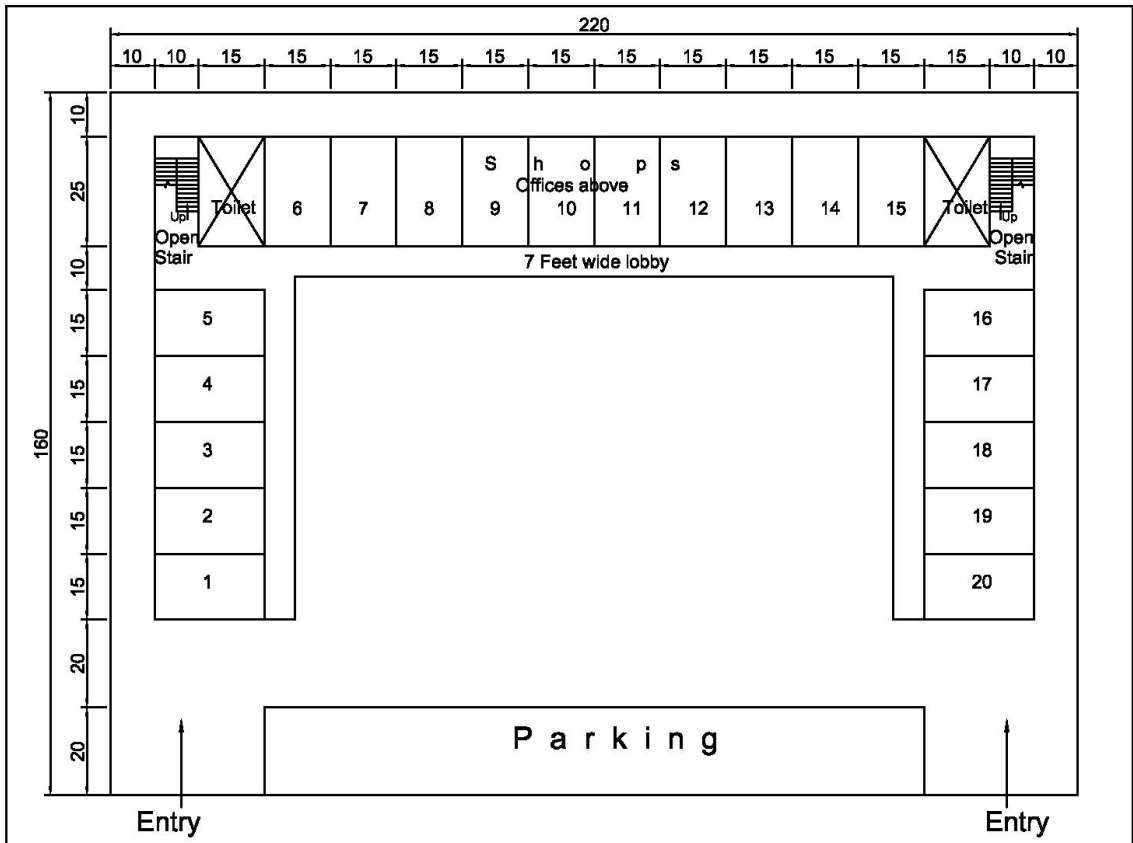 220
10 10 15 15 15 15 15 15 15 15 15 15 15 15 10 10
10
S h o p s
Offices above
25
Toilet 6 7 8 9 10 11 12 13 14 15 Toilet
Up Up
Open Open
Stair Stair
10
7 Feet wide lobby
15 5 16
15 4 17
160
15 3 18
15 2 19
15 1 20
20
20
Parking
Entry Entry